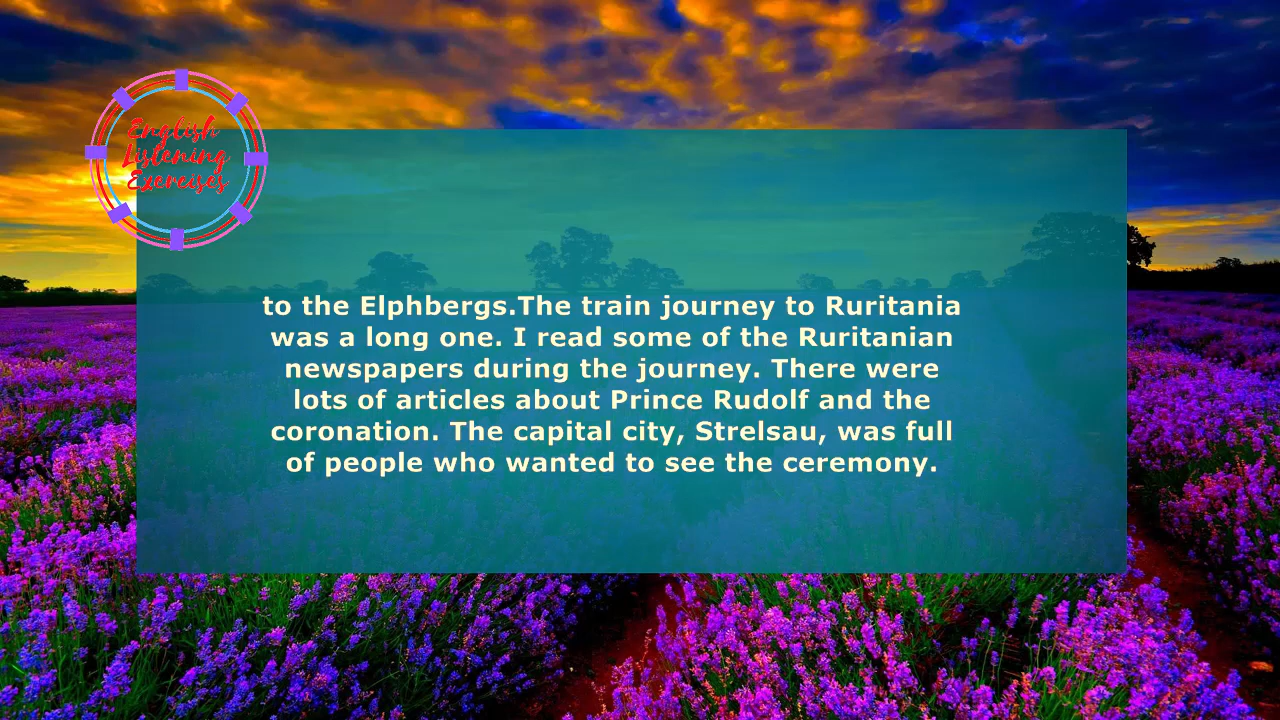 English
Listening
Exercises
to the Elphbergs.The train journey to Ruritania
was a long one. I read some of the Ruritanian
newspapers during the journey. There were
lots of articles about Prince Rudolf and the
coronation. The capital city, Strelsau, was full
of people who wanted to see the ceremony.